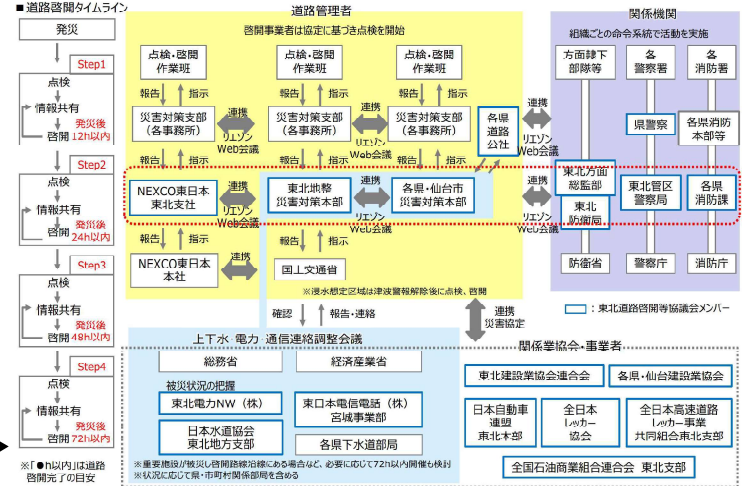 ■ 道路啓開タイムライン
発災
Step1
点検
情報共有
啓開
発災後
12h以内
Step2
点検
情報共有
啓開
発災後
24h以内
Step3
点検
情報共有
啓開
発災後
48h以内
Step4
点検
情報共有
啓開
発災後
72h以内
※「●h以内」は道路
啓開完了の目安
道路管理者
啓開事業者は協定に基づき点検を開始
点検・啓開
作業班
点検・啓開
作業班
点検・啓開
作業班
報告
指示
報告
指示
報告
指示
災害対策支部
(各事務所)
連携
リエゾン
Web会議
災害対策支部
(各事務所)
連携
リエゾン
Web会議
災害対策支部
(各事務所)
各県
道路
公社
連携
リエゾン
Web会議
報告
指示
報告
指示
報告
指示
NEXCO東日本
東北支社
連携
リエゾン
Web会議
東北地整
災害対策本部
連携
リエゾン
Web会議
各県・仙台市
災害対策本部
連携
リエゾン
Web会議
報告
指示
報告
指示
NEXCO東日本
本社
連携
国土交通省
※浸水想定区域は津波警報解除後に点検、啓開
確認
報告・連絡
連携
災害協定
関係機関
組織ごとの命令系統で活動を実施
方面隷下
部隊等
各
警察署
各
消防署
県警察
各県消防
本部等
東北方面
総監部
東北
防衛局
東北管区
警察局
各県
消防課
防衛省
警察庁
消防庁
:東北道路啓開等協議会メンバー
上下水・電力・通信連絡調整会議
総務省
経済産業省
被災状況の把握
東北電力NW(株)
東日本電信電話(株)
宮城事業部
日本水道協会
東北地方支部
各県下水道部局
※重要施設が被災し啓開路線沿線にある場合など、必要に応じて72h以内開催も検討
※状況に応じて県・市町村関係部局を含める
関係業協会・事業者
東北建設業協会連合会
各県・仙台建設業協会
日本自動車
連盟
東北本部
全日本
レッカー
協会
全日本高速道路
レッカー事業
共同組合東北支部
全国石油商業組合連合会 東北支部